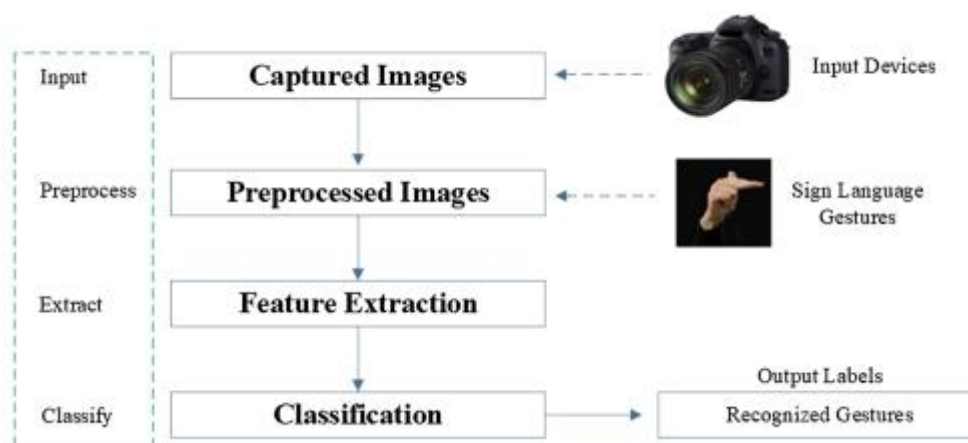 Input
Captured Images
Input Devices
Preprocess
Preprocessed Images
Sign Language
Gestures
Extract
Feature Extraction
Output Labels
Classify
Classification
Recognized Gestures